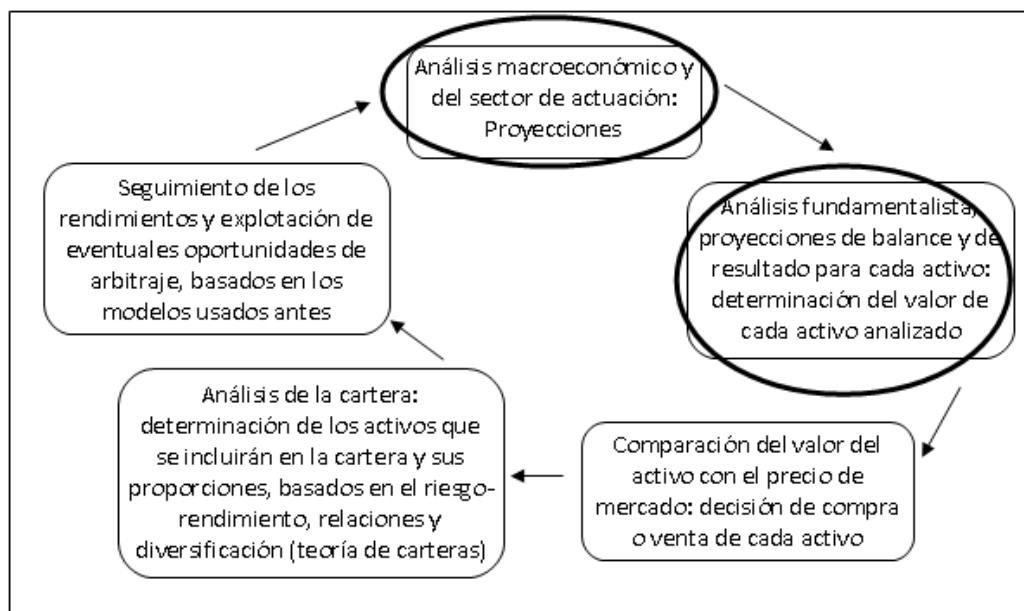 Análisis macroeconómico y
del sector de actuación:
Proyecciones
Análisis fundamentalista,
proyecciones de balance y de
resultado para cada activo:
determinación del valor de
cada activo analizado
Comparación del valor del
activo con el precio de
mercado: decisión de compra
o venta de cada activo
Análisis de la cartera:
determinación de los activos que
se incluirán en la cartera y sus
proporciones, basados en el riesgo-
rendimiento, relaciones y
diversificación (teoría de carteras)
Seguimiento de los
rendimientos y explotación de
eventuales oportunidades de
arbitraje, basados en los
modelos usados antes